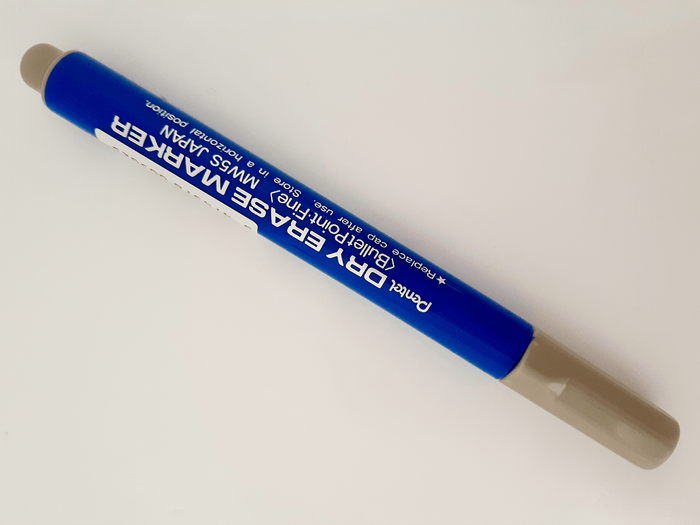 Pentel DRY ERASE MARKER
〈Bullet Point·Fine〉 MW5S JAPAN
★Replace cap after use. Store in a horizontal position.